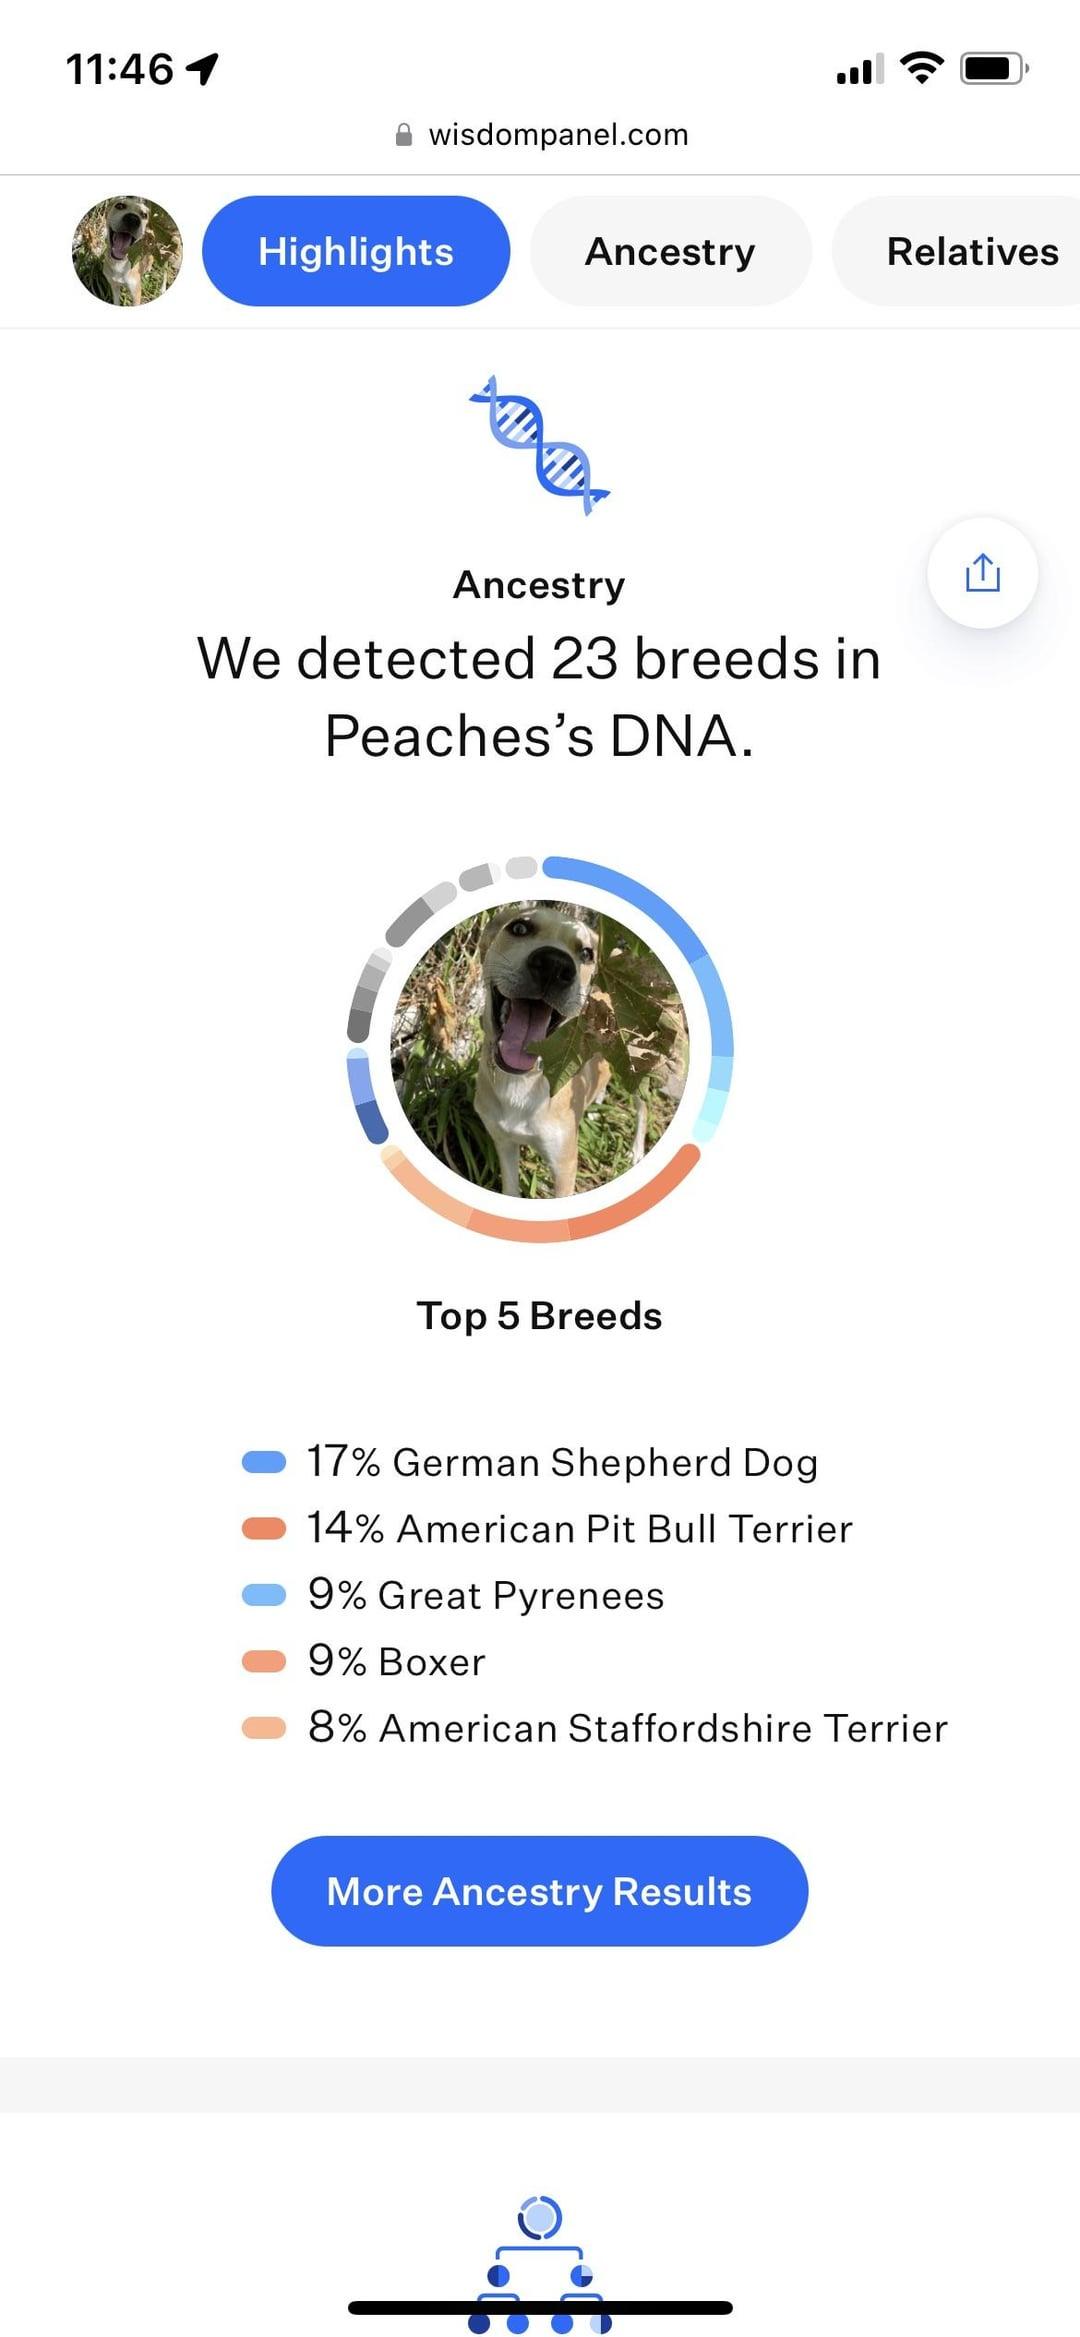 11:46
wisdompanel.com
Highlights
Ancestry
Relatives
Ancestry
We detected 23 breeds in
Peaches’s DNA.
Top 5 Breeds
17% German Shepherd Dog
14% American Pit Bull Terrier
9% Great Pyrenees
9% Boxer
8% American Staffordshire Terrier
More Ancestry Results